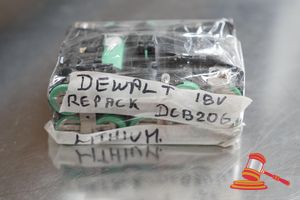 DEWALT 18V
REPACK DCB206.
LITHIUM.